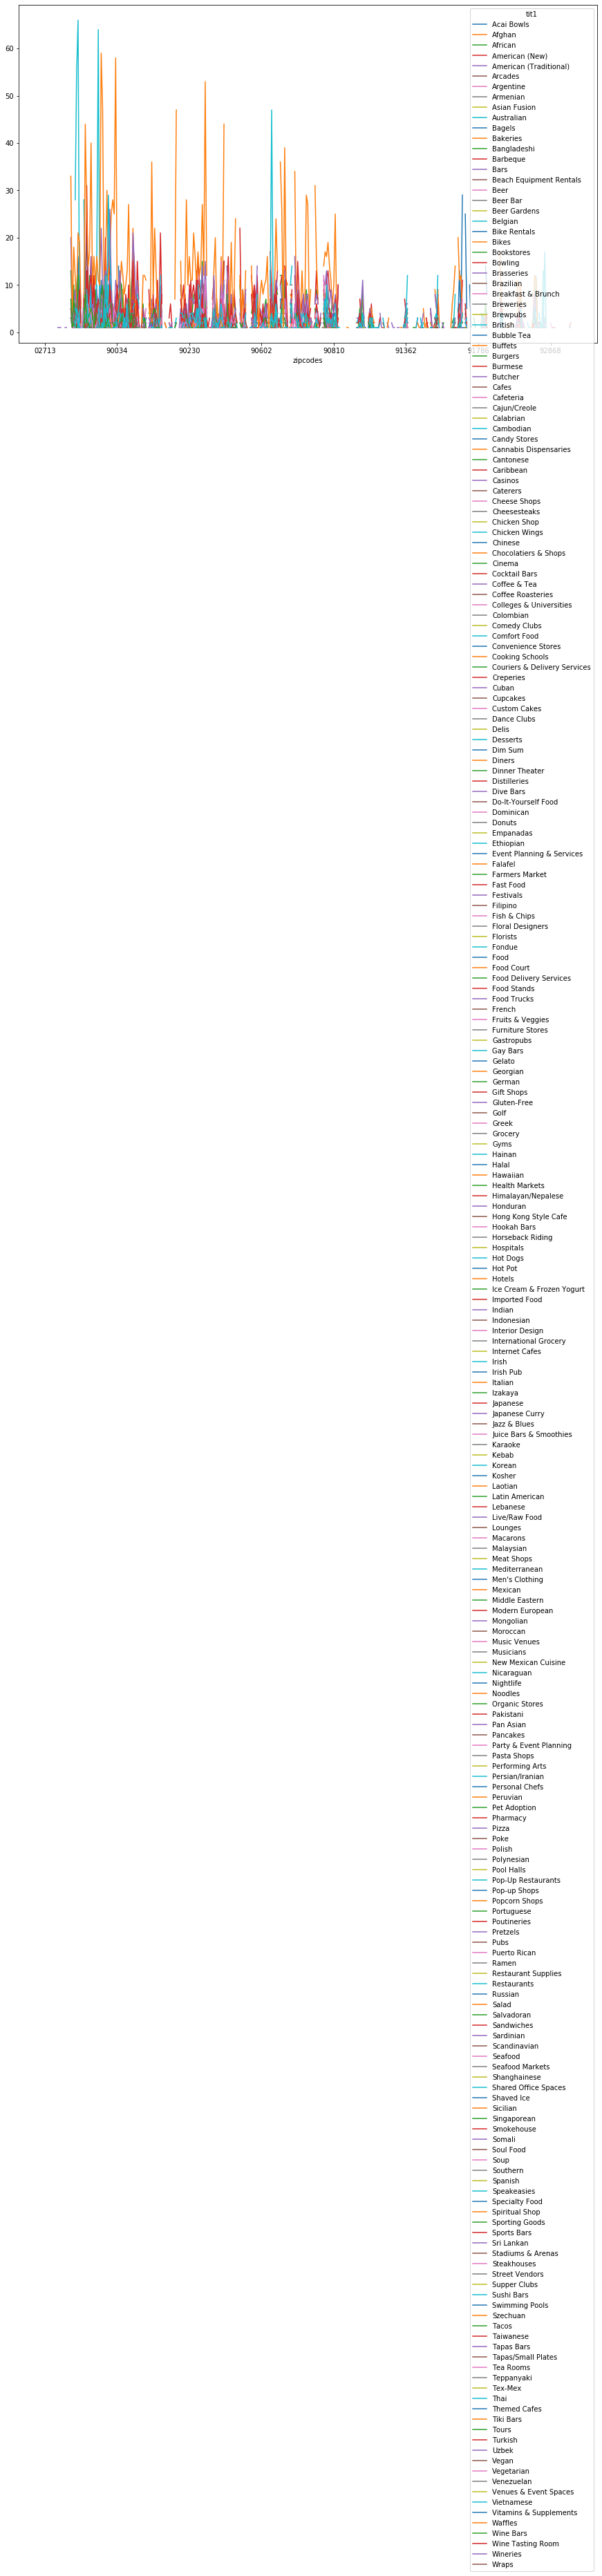 tit1
Acai Bowls
Afghan
African
American (New)
American (Traditional)
Arcades
Argentine
Armenian
Asian Fusion
Australian
Bagels
Bakeries
Bangladeshi
Barbeque
Bars
Beach Equipment Rentals
Beer
Beer Bar
Beer Gardens
Belgian
Bike Rentals
Bikes
Bookstores
Bowling
Brasseries
Brazilian
Breakfast & Brunch
Breweries
Brewpubs
British
Bubble Tea
Buffets
Burgers
Burmese
Butcher
Cafes
Cafeteria
Cajun/Creole
Calabrian
Cambodian
Candy Stores
Cannabis Dispensaries
Cantonese
Caribbean
Casinos
Caterers
Cheese Shops
Cheesesteaks
Chicken Shop
Chicken Wings
Chinese
Chocolatiers & Shops
Cinema
Cocktail Bars
Coffee & Tea
Coffee Roasteries
Colleges & Universities
Colombian
Comedy Clubs
Comfort Food
Convenience Stores
Cooking Schools
Couriers & Delivery Services
Creperies
Cuban
Cupcakes
Custom Cakes
Dance Clubs
Delis
Desserts
Dim Sum
Diners
Dinner Theater
Distilleries
Dive Bars
Do-It-Yourself Food
Dominican
Donuts
Empanadas
Ethiopian
Event Planning & Services
Falafel
Farmers Market
Fast Food
Festivals
Filipino
Fish & Chips
Floral Designers
Florists
Fondue
Food
Food Court
Food Delivery Services
Food Stands
Food Trucks
French
Fruits & Veggies
Furniture Stores
Gastropubs
Gay Bars
Gelato
Georgian
German
Gift Shops
Gluten-Free
Golf
Greek
Grocery
Gyms
Hainan
Halal
Hawaiian
Health Markets
Himalayan/Nepalese
Honduran
Hong Kong Style Cafe
Hookah Bars
Horseback Riding
Hospitals
Hot Dogs
Hot Pot
Hotels
Ice Cream & Frozen Yogurt
Imported Food
Indian
Indonesian
Interior Design
International Grocery
Internet Cafes
Irish
Irish Pub
Italian
Izakaya
Japanese
Japanese Curry
Jazz & Blues
Juice Bars & Smoothies
Karaoke
Kebab
Korean
Kosher
Laotian
Latin American
Lebanese
Live/Raw Food
Lounges
Macarons
Malaysian
Meat Shops
Mediterranean
Men's Clothing
Mexican
Middle Eastern
Modern European
Mongolian
Moroccan
Music Venues
Musicians
New Mexican Cuisine
Nicaraguan
Nightlife
Noodles
Organic Stores
Pakistani
Pan Asian
Pancakes
Party & Event Planning
Pasta Shops
Performing Arts
Persian/Iranian
Personal Chefs
Peruvian
Pet Adoption
Pharmacy
Pizza
Poke
Polish
Polynesian
Pool Halls
Pop-Up Restaurants
Pop-up Shops
Popcorn Shops
Portuguese
Poutineries
Pretzels
Pubs
Puerto Rican
Ramen
Restaurant Supplies
Restaurants
Russian
Salad
Salvadoran
Sandwiches
Sardinian
Scandinavian
Seafood
Seafood Markets
Shanghainese
Shared Office Spaces
Shaved Ice
Sicilian
Singaporean
Smokehouse
Somali
Soul Food
Soup
Southern
Spanish
Speakeasies
Specialty Food
Spiritual Shop
Sporting Goods
Sports Bars
Sri Lankan
Stadiums & Arenas
Steakhouses
Street Vendors
Supper Clubs
Sushi Bars
Swimming Pools
Szechuan
Tacos
Taiwanese
Tapas Bars
Tapas/Small Plates
Tea Rooms
Teppanyaki
Tex-Mex
Thai
Themed Cafes
Tiki Bars
Tours
Turkish
Uzbek
Vegan
Vegetarian
Venezuelan
Venues & Event Spaces
Vietnamese
Vitamins & Supplements
Waffles
Wine Bars
Wine Tasting Room
Wineries
Wraps
60
50
40
30
20
10
0
02713 90034 90230 90602 90810 91362 91786 92868
zipcodes